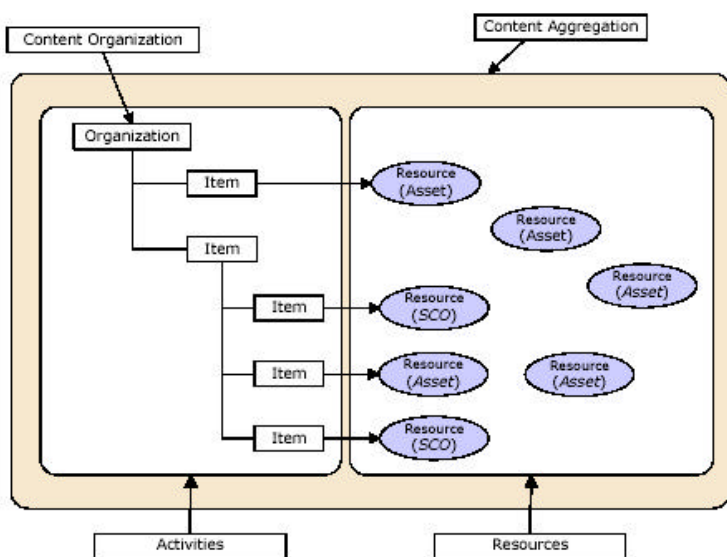 Content Organization
Content Aggregation
Organization
Item
Resource
(Asset)
Resource
(Asset)
Item
Resource
(Asset)
Item
Resource
(SCO)
Item
Resource
(Asset)
Resource
(Asset)
Item
Resource
(SCO)
Activities
Resources